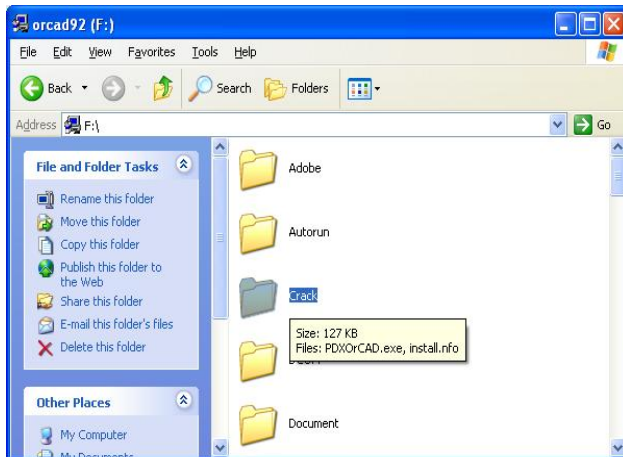 orcad92 (F:)
File Edit View Favorites Tools Help
Back Search Folders
Address F:\ Go
File and Folder Tasks
Rename this folder
Move this folder
Copy this folder
Publish this folder to
the Web
Share this folder
E-mail this folder's files
Delete this folder
Other Places
My Computer
My Documents
Adobe
Autorun
Crack
Size: 127 KB
Files: PDXOrCAD.exe, install.nfo
Document